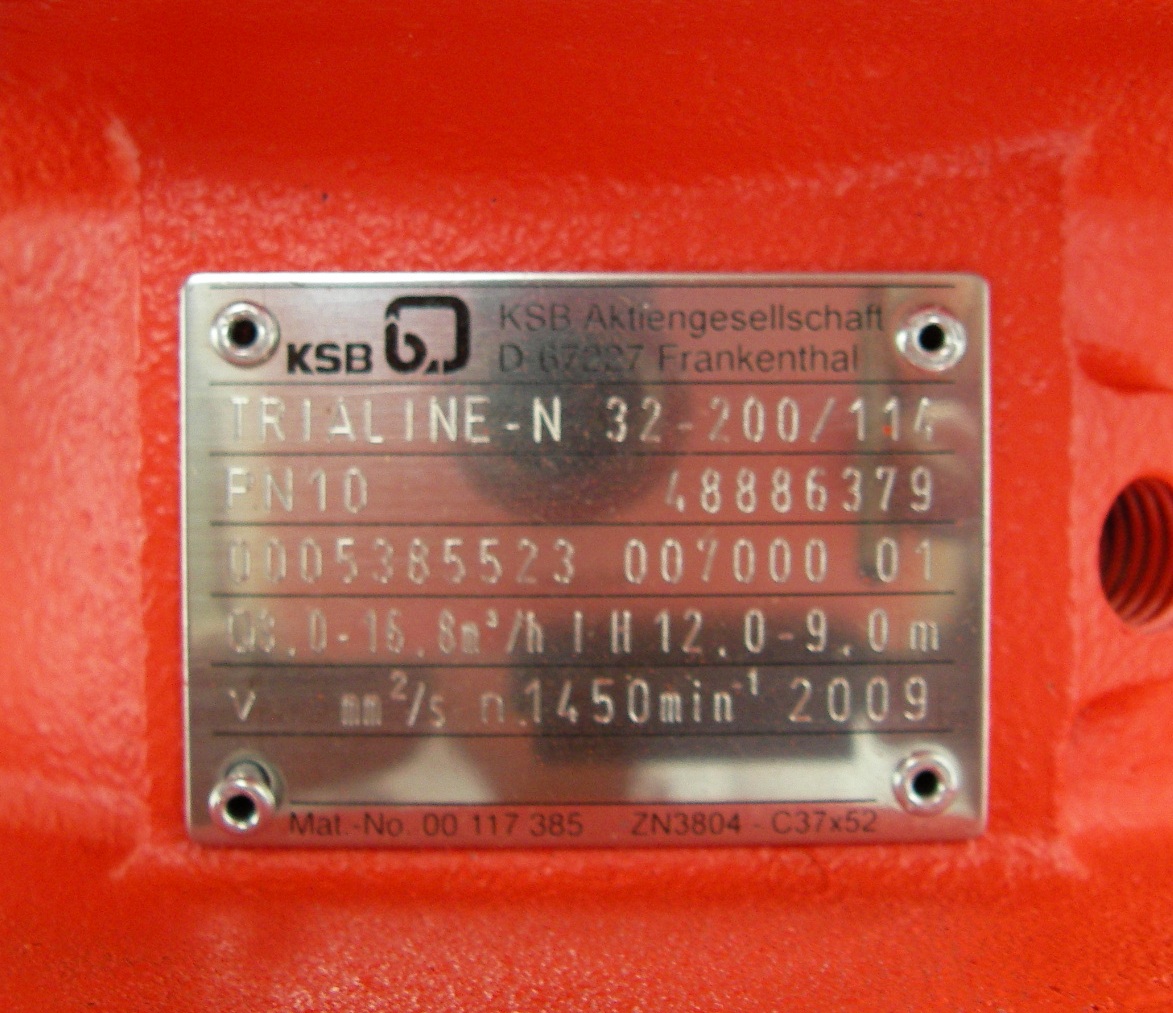 KSB KSB Aktiengesellschaft
D 67227 Frankenthal
TRIALINE-N 32-200/114
PN10 48886379
0005385523 007000 01
Q3.0-16.8m³/h | H 12.0-9.0 m
ν mm²/s n 1450min⁻¹ 2009
Mat.-No. 00 117 385 ZN3804 - C37x52